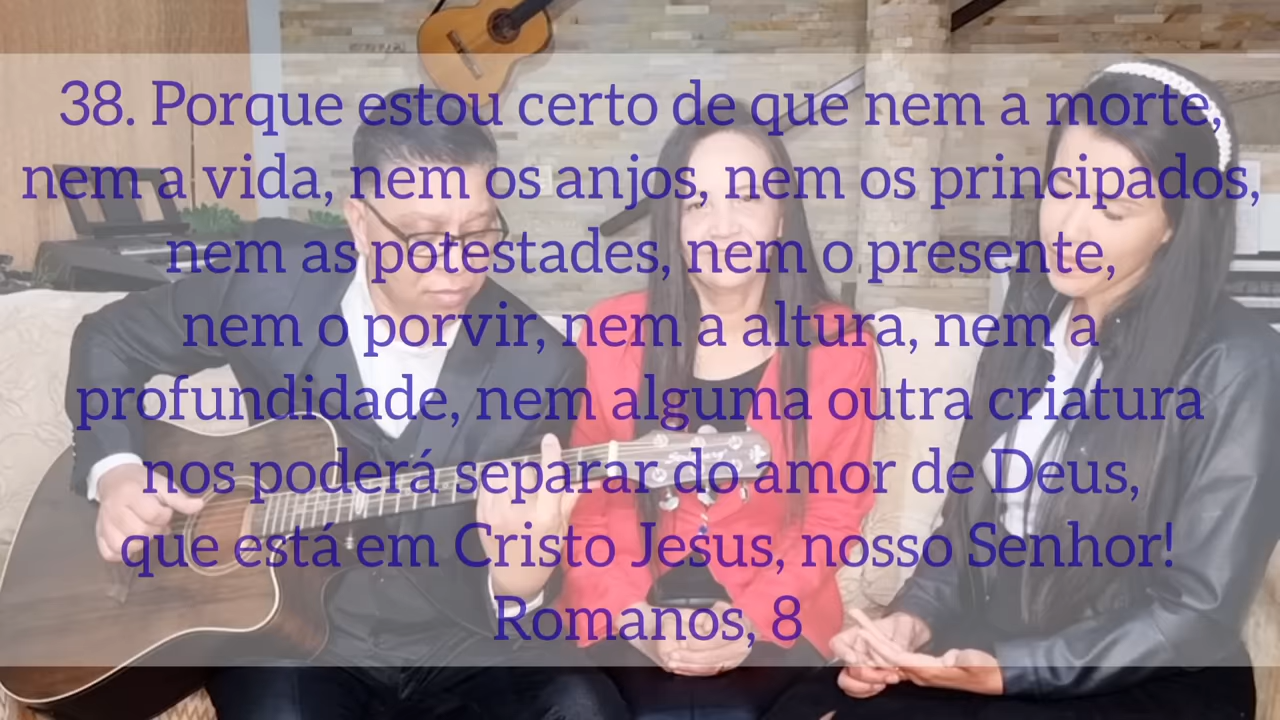 38. Porque estou certo de que nem a morte,
nem a vida, nem os anjos, nem os principados,
nem as potestades, nem o presente,
nem o porvir, nem a altura, nem a
profundidade, nem alguma outra criatura
nos poderá separar do amor de Deus,
que está em Cristo Jesus, nosso Senhor!
Romanos, 8